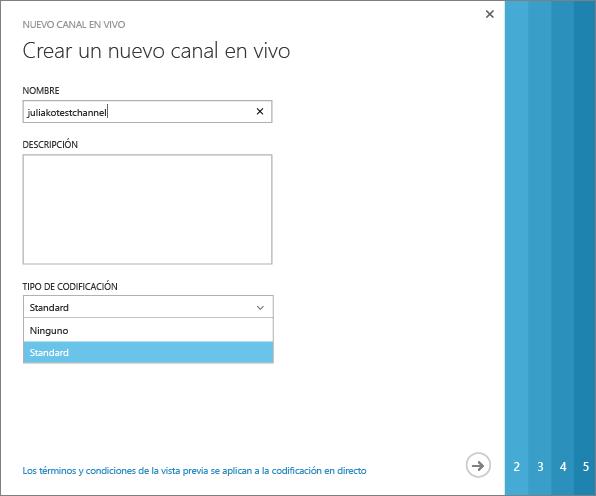 NUEVO CANAL EN VIVO
Crear un nuevo canal en vivo
NOMBRE
juliakotestchannel
DESCRIPCIÓN
TIPO DE CODIFICACIÓN
Standard
Ninguno
Standard
Los términos y condiciones de la vista previa se aplican a la codificación en directo
2 3 4 5